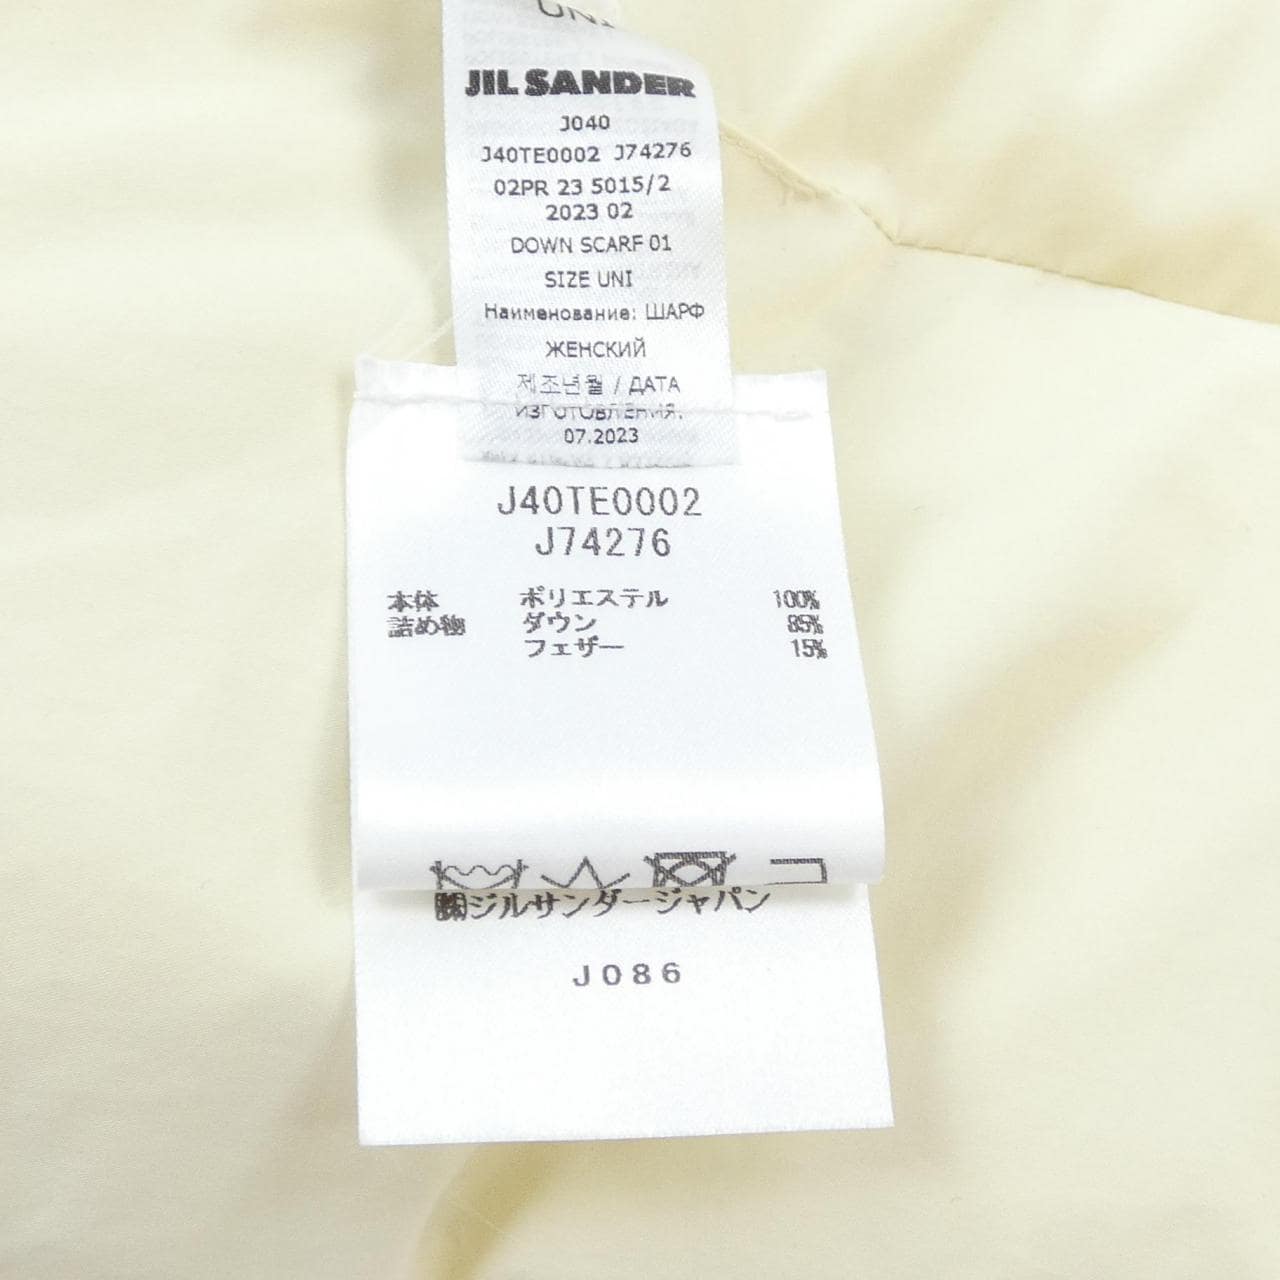 UNI
JIL SANDER
J040
J40TE0002 J74276
02PR 23 5015/2
2023 02
DOWN SCARF 01
SIZE UNI
Наименование: ШАРФ
ЖЕНСКИЙ
제조년월 / ДАТА
ИЗГОТОВЛЕНИЯ:
07.2023
J40TE0002
J74276
本体 ポリエステル 100%
詰め物 ダウン 85%
フェザー 15%
㈱ジルサンダージャパン
J086